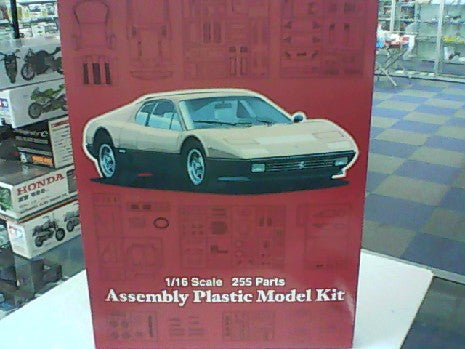 1/16 Scale 255 Parts
Assembly Plastic Model Kit
HONDA